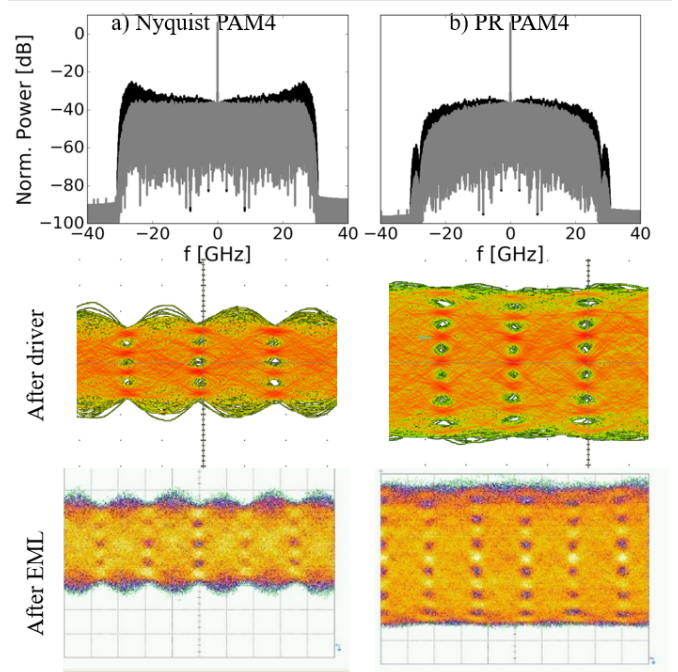 a) Nyquist PAM4
b) PR PAM4
Norm. Power [dB]
0
−20
−40
−60
−80
−100
−40
−20
0
20
40
−40
−20
0
20
40
f [GHz]
f [GHz]
After driver
After EML